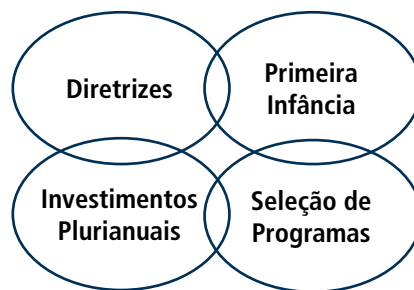 Diretrizes
Primeira
Infância
Investimentos
Plurianuais
Seleção de
Programas